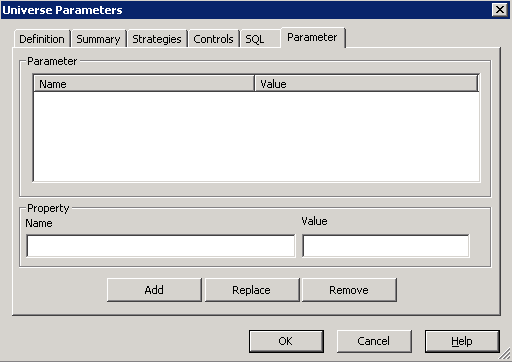 Universe Parameters
Definition Summary Strategies Controls SQL Parameter
Parameter
Name Value
Property
Name Value
Add Replace Remove
OK Cancel Help